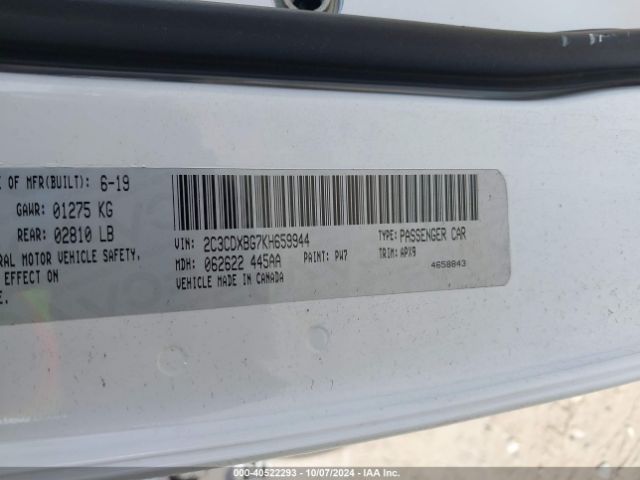 E OF MFR(BUILT): 6-19
GAWR: 01275 KG
REAR: 02810 LB
RAL MOTOR VEHICLE SAFETY,
EFFECT ON
E.
VIN: 2C3CDXBG7KH659944
TYPE: PASSENGER CAR
MDH: 062622 445AA
PAINT: PW7
TRIM: APX9
VEHICLE MADE IN CANADA
4658843
000-40522293 - 10/07/2024 - IAA Inc.